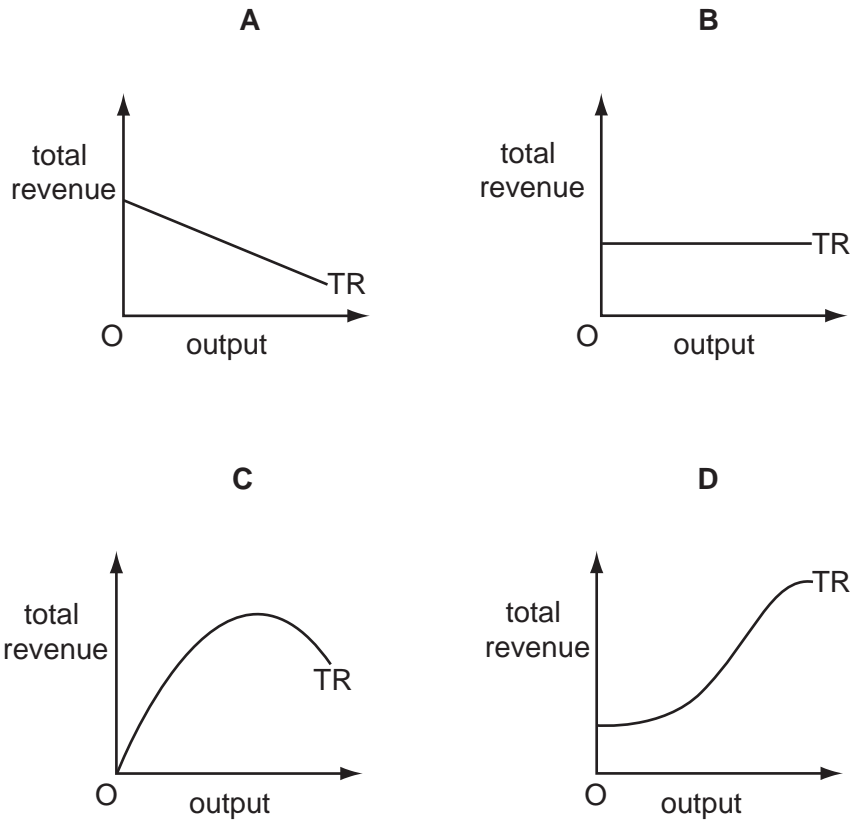 A
total
revenue
TR
O
output
B
total
revenue
TR
O
output
C
total
revenue
TR
O
output
D
total
revenue
TR
O
output